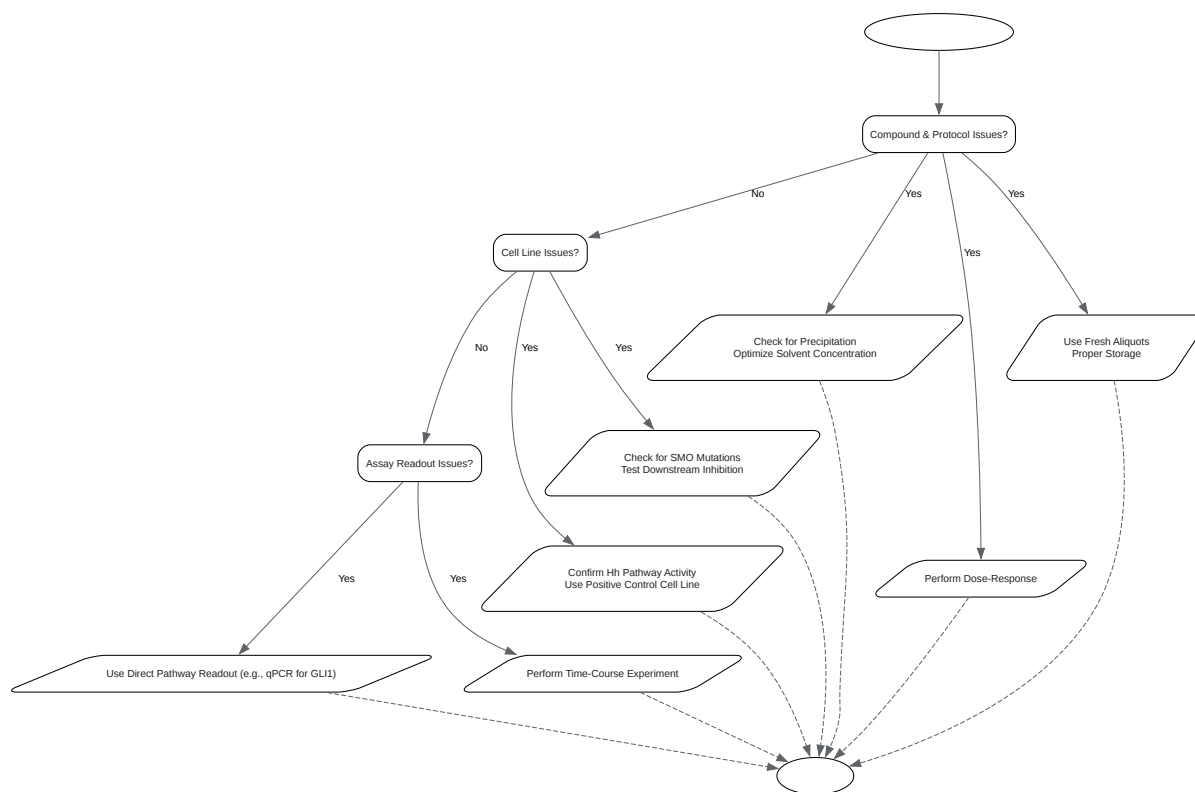 Compound & Protocol Issues?
No
Yes
Yes
Yes
Cell Line Issues?
Check for Precipitation
Optimize Solvent Concentration
Use Fresh Aliquots
Proper Storage
No
Yes
Yes
Assay Readout Issues?
Check for SMO Mutations
Test Downstream Inhibition
Confirm Hh Pathway Activity
Use Positive Control Cell Line
Perform Dose-Response
Yes
Yes
Use Direct Pathway Readout (e.g., qPCR for GLI1)
Perform Time-Course Experiment